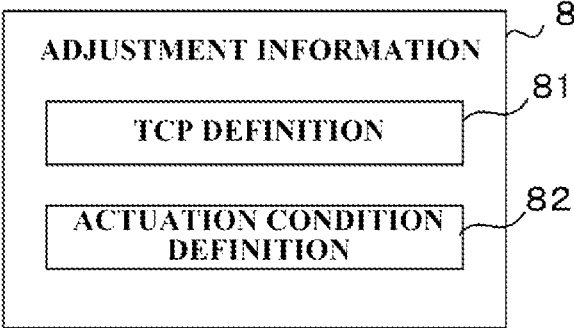 8
ADJUSTMENT INFORMATION
81
TCP DEFINITION
82
ACTUATION CONDITION
DEFINITION